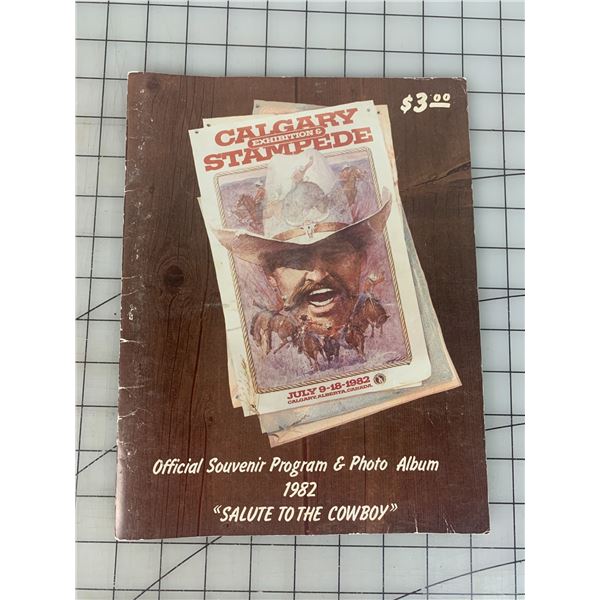 $3.00
CALGARY
EXHIBITION &
STAMPEDE
JULY 9-18-1982
CALGARY, ALBERTA, CANADA
Official Souvenir Program & Photo Album
1982
"SALUTE TO THE COWBOY"